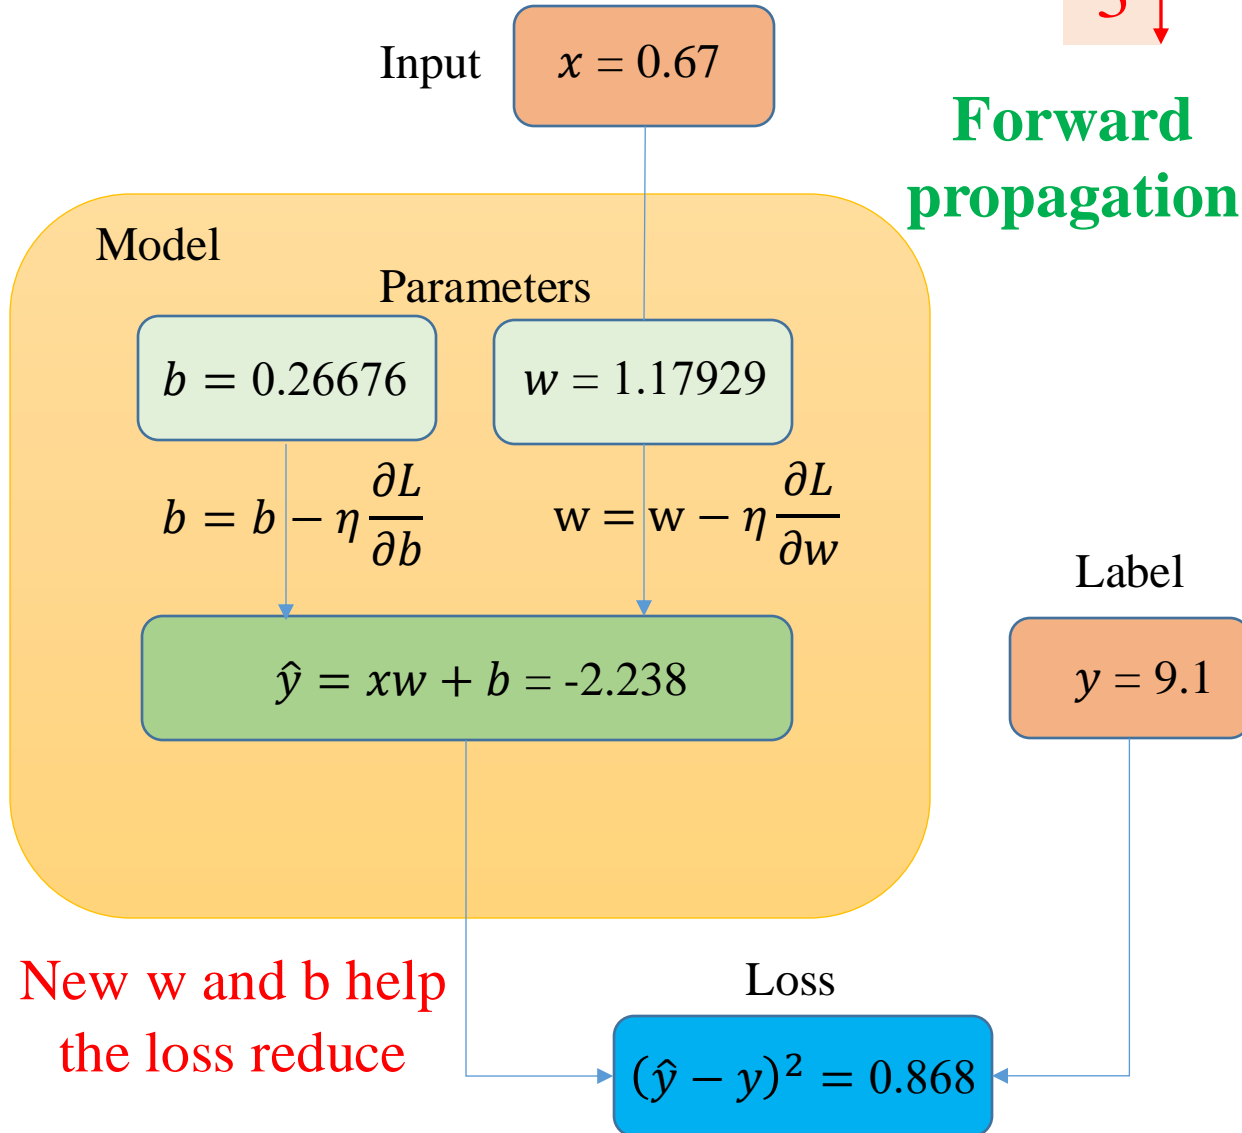 5
Input
x = 0.67
Forward
propagation
Model
Parameters
b = 0.26676
w = 1.17929
b = b − η ∂L/∂b
w = w − η ∂L/∂w
Label
ŷ = xw + b = -2.238
y = 9.1
New w and b help
the loss reduce
Loss
(ŷ − y)² = 0.868